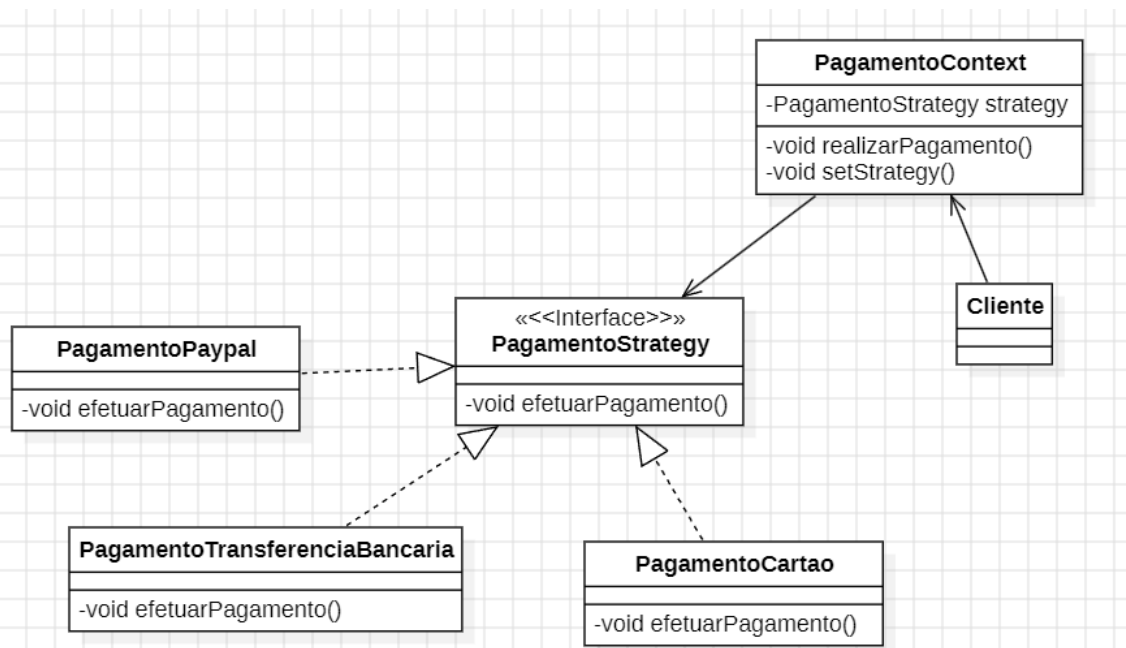 PagamentoContext
-PagamentoStrategy strategy
-void realizarPagamento()
-void setStrategy()
Cliente
«<<Interface>>»
PagamentoStrategy
-void efetuarPagamento()
PagamentoPaypal
-void efetuarPagamento()
PagamentoTransferenciaBancaria
-void efetuarPagamento()
PagamentoCartao
-void efetuarPagamento()